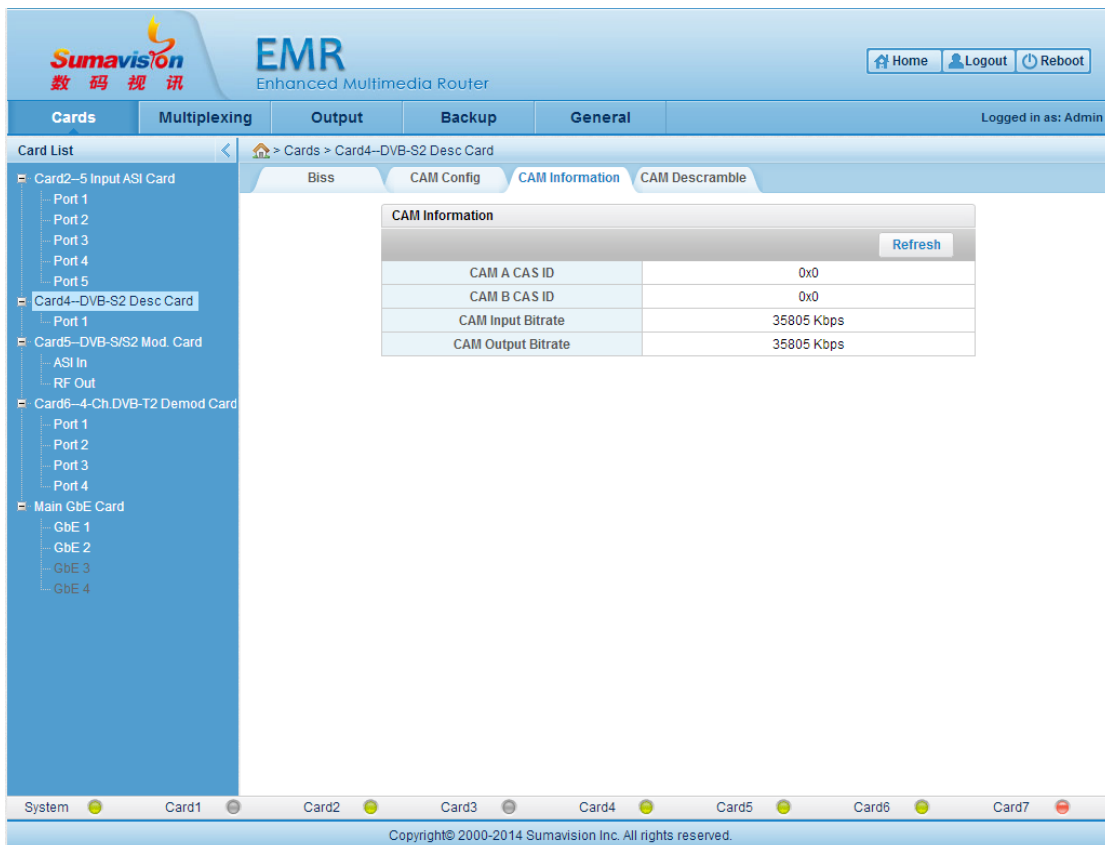 Sumavision
数码视讯
EMR
Enhanced Multimedia Router
Home
Logout
Reboot
Cards
Multiplexing
Output
Backup
General
Logged in as: Admin
Card List
> Cards > Card4--DVB-S2 Desc Card
Biss
CAM Config
CAM Information
CAM Descramble
Card2--5 Input ASI Card
Port 1
Port 2
Port 3
Port 4
Port 5
Card4--DVB-S2 Desc Card
Port 1
Card5--DVB-S/S2 Mod. Card
ASI In
RF Out
Card6--4-Ch.DVB-T2 Demod Card
Port 1
Port 2
Port 3
Port 4
Main GbE Card
GbE 1
GbE 2
GbE 3
GbE 4
CAM Information
Refresh
CAM A CAS ID 0x0
CAM B CAS ID 0x0
CAM Input Bitrate 35805 Kbps
CAM Output Bitrate 35805 Kbps
System Card1 Card2 Card3 Card4 Card5 Card6 Card7
Copyright© 2000-2014 Sumavision Inc. All rights reserved.